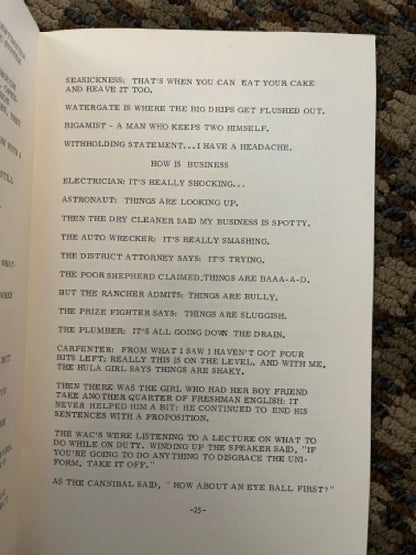 SEASICKNESS: THAT'S WHEN YOU CAN EAT YOUR CAKE
AND HEAVE IT TOO.
WATERGATE IS WHERE THE BIG DRIPS GET FLUSHED OUT.
BIGAMIST - A MAN WHO KEEPS TWO HIMSELF.
WITHHOLDING STATEMENT...I HAVE A HEADACHE.
HOW IS BUSINESS
ELECTRICIAN: IT'S REALLY SHOCKING...
ASTRONAUT: THINGS ARE LOOKING UP.
THEN THE DRY CLEANER SAID MY BUSINESS IS SPOTTY.
THE AUTO WRECKER: IT'S REALLY SMASHING.
THE DISTRICT ATTORNEY SAYS: IT'S TRYING.
THE POOR SHEPHERD CLAIMED;THINGS ARE BAAA-A-D.
BUT THE RANCHER ADMITS: THINGS ARE BULLY.
THE PRIZE FIGHTER SAYS: THINGS ARE SLUGGISH.
THE PLUMBER: IT'S ALL GOING DOWN THE DRAIN.
CARPENTER: FROM WHAT I SAW I HAVEN'T GOT FOUR
BITS LEFT; REALLY THIS IS ON THE LEVEL. AND WITH ME,
THE HULA GIRL SAYS THINGS ARE SHAKY.
THEN THERE WAS THE GIRL WHO HAD HER BOY FRIEND
TAKE ANOTHER QUARTER OF FRESHMAN ENGLISH: IT
NEVER HELPED HIM A BIT: HE CONTINUED TO END HIS
SENTENCES WITH A PROPOSITION.
THE WAC'S WERE LISTENING TO A LECTURE ON WHAT TO
DO WHILE ON DUTY. WINDING UP THE SPEAKER SAID, "IF
YOU'RE GOING TO DO ANYTHING TO DISGRACE THE UNI-
FORM, TAKE IT OFF."
AS THE CANNIBAL SAID, " HOW ABOUT AN EYE BALL FIRST?"
-25-